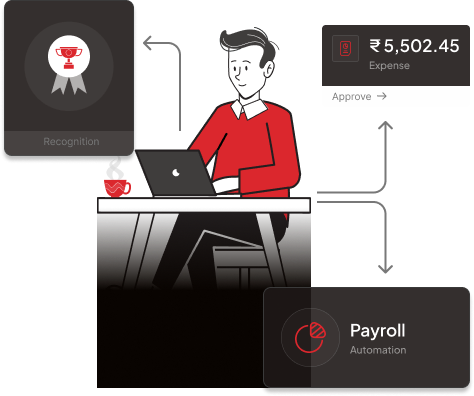 Recognition
₹ 5,502.45
Expense
Approve →
Payroll
Automation